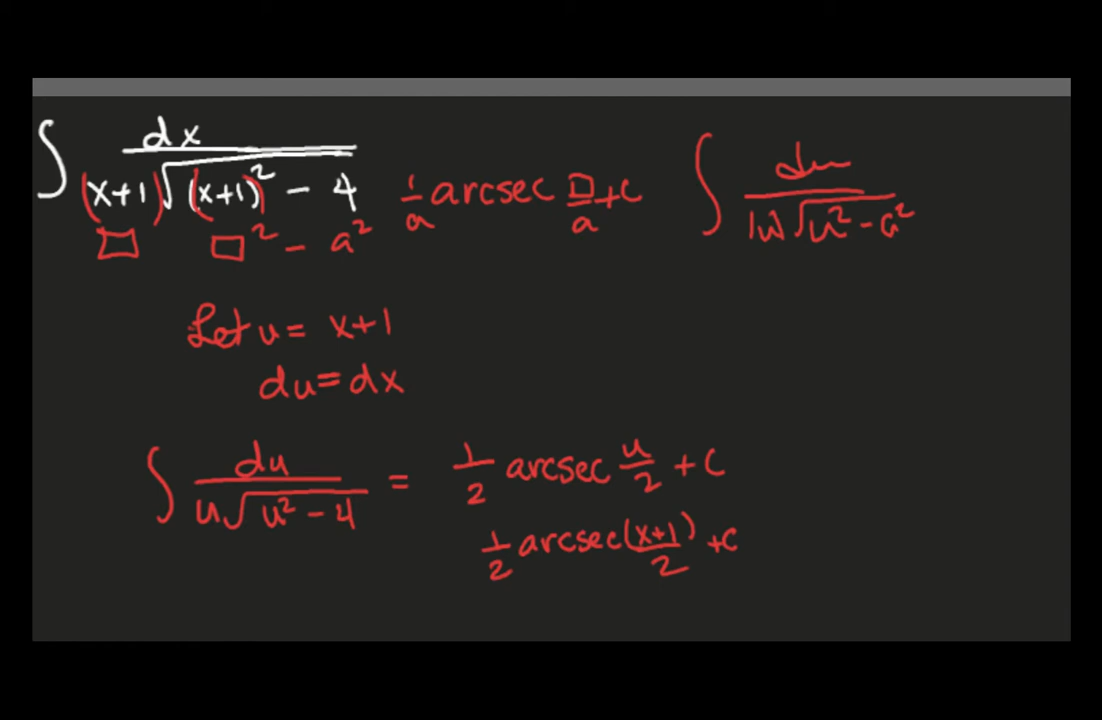 ∫ dx / (x+1)√((x+1)² - 4)    1/a arcsec □/a + C    ∫ du / |u|√(u² - a²)
□    □² - a²
Let u = x+1
du = dx
∫ du / u√(u² - 4) = 1/2 arcsec u/2 + C
1/2 arcsec (x+1)/2 + C